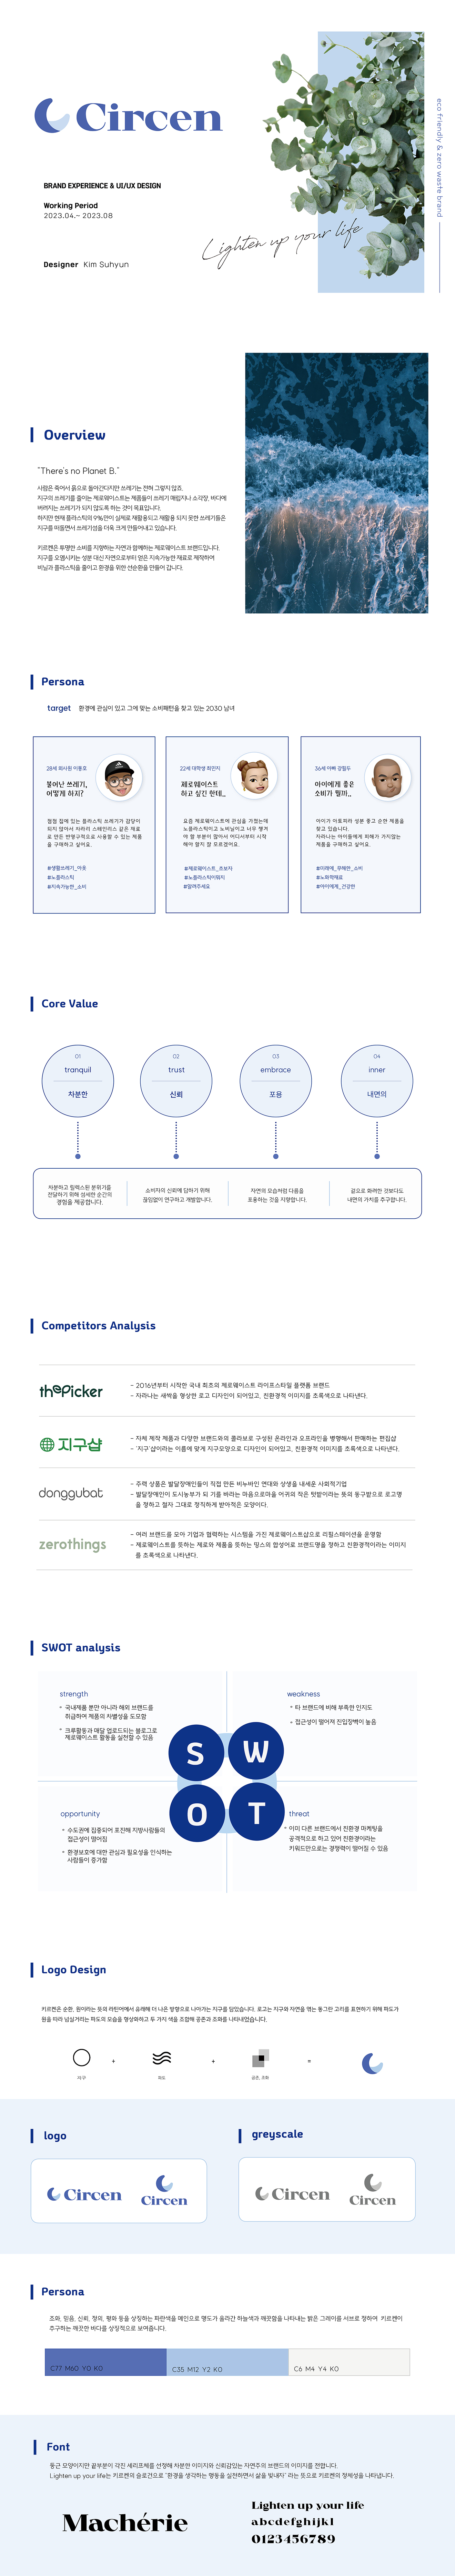 Circen
eco friendly & zero waste brand
BRAND EXPERIENCE & UI/UX DESIGN
Working Period
2023.04.~ 2023.08
Lighten up your life
Designer Kim Suhyun
Overview
"There's no Planet B."
사람은 죽어서 흙으로 돌아간다지만 쓰레기는 전혀 그렇지 않죠.
지구의 쓰레기를 줄이는 제로웨이스트는 제품들이 쓰레기 매립지나 소각장, 바다에
버려지는 쓰레기가 되지 않도록 하는 것이 목표입니다.
하지만 현재 플라스틱의 9%만이 실제로 재활용되고 재활용 되지 못한 쓰레기들은
지구를 떠돌면서 쓰레기섬을 더욱 크게 만들어내고 있습니다.
키르켄은 투명한 소비를 지향하는 자연과 함께하는 제로웨이스트 브랜드입니다.
지구를 오염시키는 성분 대신 자연으로부터 얻은 지속가능한 재료로 제작하여
비닐과 플라스틱을 줄이고 환경을 위한 선순환을 만들어 갑니다.
Persona
target 환경에 관심이 있고 그에 맞는 소비패턴을 찾고 있는 2030 남녀
28세 회사원 이용호
불어난 쓰레기,
어떻게 하지?
점점 집에 있는 플라스틱 쓰레기가 감당이
되지 않아서 차라리 스테인리스 같은 재료
로 만든 반영구적으로 사용할 수 있는 제품
을 구매하고 싶어요.
#생활쓰레기_아웃
#노플라스틱
#지속가능한_소비
22세 대학생 최민지
제로웨이스트
하고 싶긴 한데..
요즘 제로웨이스트에 관심을 가졌는데
노플라스틱이고 노비닐이고 너무 챙겨
야 할 부분이 많아서 어디서부터 시작
해야 할지 잘 모르겠어요.
#제로웨이스트_초보자
#노플라스틱이뭐지
#알려주세요
36세 아빠 강필두
아이에게 좋은
소비가 뭘까..
아이가 아토피라 성분 좋고 순한 제품을
찾고 있습니다.
자라나는 아이들에게 피해가 가지않는
제품을 구매하고 싶어요.
#미래에_무해한_소비
#노화학재료
#아이에게_건강한
Core Value
01
tranquil
차분한
02
trust
신뢰
03
embrace
포용
04
inner
내면의
차분하고 릴렉스된 분위기를
전달하기 위해 섬세한 순간의
경험을 제공합니다.
소비자의 신뢰에 답하기 위해
끊임없이 연구하고 개발합니다.
자연의 모습처럼 다름을
포용하는 것을 지향합니다.
겉으로 화려한 것보다도
내면의 가치를 추구합니다.
Competitors Analysis
thepicker
- 2016년부터 시작한 국내 최초의 제로웨이스트 라이프스타일 플랫폼 브랜드
- 자라나는 새싹을 형상한 로고 디자인이 되어있고, 친환경적 이미지를 초록색으로 나타낸다.
지구샵
- 자체 제작 제품과 다양한 브랜드와의 콜라보로 구성된 온라인과 오프라인을 병행해서 판매하는 편집샵
- '지구'샵이라는 이름에 맞게 지구모양으로 디자인이 되어있고, 친환경적 이미지를 초록색으로 나타낸다.
donggubat
- 주력 상품은 발달장애인들이 직접 만든 비누바인 연대와 상생을 내세운 사회적기업
- 발달장애인이 도시농부가 되 기를 바라는 마음으로마을 어귀의 작은 텃밭이라는 뜻의 동구밭으로 로고명
을 정하고 철자 그대로 정직하게 받아적은 모양이다.
zerothings
- 여러 브랜드를 모아 기업과 협력하는 시스템을 가진 제로웨이스트샵으로 리필스테이션을 운영함
- 제로웨이스트를 뜻하는 제로와 제품을 뜻하는 띵스의 합성어로 브랜드명을 정하고 친환경적이라는 이미지
를 초록색으로 나타낸다.
SWOT analysis
strength
국내제품 뿐만 아니라 해외 브랜드를
취급하여 제품의 차별성을 도모함
크루활동과 매달 업로드되는 블로그로
제로웨이스트 활동을 실천할 수 있음
weakness
타 브랜드에 비해 부족한 인지도
접근성이 떨어져 진입장벽이 높음
S
W
O
T
opportunity
수도권에 집중되어 포진해 지방사람들의
접근성이 떨어짐
환경보호에 대한 관심과 필요성을 인식하는
사람들이 증가함
threat
이미 다른 브랜드에서 친환경 마케팅을
공격적으로 하고 있어 친환경이라는
키워드만으로는 경쟁력이 떨어질 수 있음
Logo Design
키르켄은 순환, 원이라는 뜻의 라틴어에서 유래해 더 나은 방향으로 나아가는 지구를 담았습니다. 로고는 지구와 자연을 엮는 둥그런 고리를 표현하기 위해 파도가
원을 따라 넘실거리는 파도의 모습을 형상화하고 두 가지 색을 조합해 공존과 조화를 나타내었습니다.
+
+
=
지구
파도
공존, 조화
logo
Circen
Circen
greyscale
Circen
Circen
Persona
조화, 믿음, 신뢰, 정의, 평화 등을 상징하는 파란색을 메인으로 명도가 올라간 하늘색과 깨끗함을 나타내는 밝은 그레이를 서브로 정하여 키르켄이
추구하는 깨끗한 바다를 상징적으로 보여줍니다.
C77 M60 Y0 K0
C35 M12 Y2 K0
C6 M4 Y4 K0
Font
둥근 모양이지만 끝부분이 각진 세리프체를 선정해 차분한 이미지와 신뢰감있는 자연주의 브랜드의 이미지를 전합니다.
Lighten up your life는 키르켄의 슬로건으로 "환경을 생각하는 행동을 실천하면서 삶을 빛내자" 라는 뜻으로 키르켄의 정체성을 나타냅니다.
Machérie
Lighten up your life
abcdefghijkl
0123456789